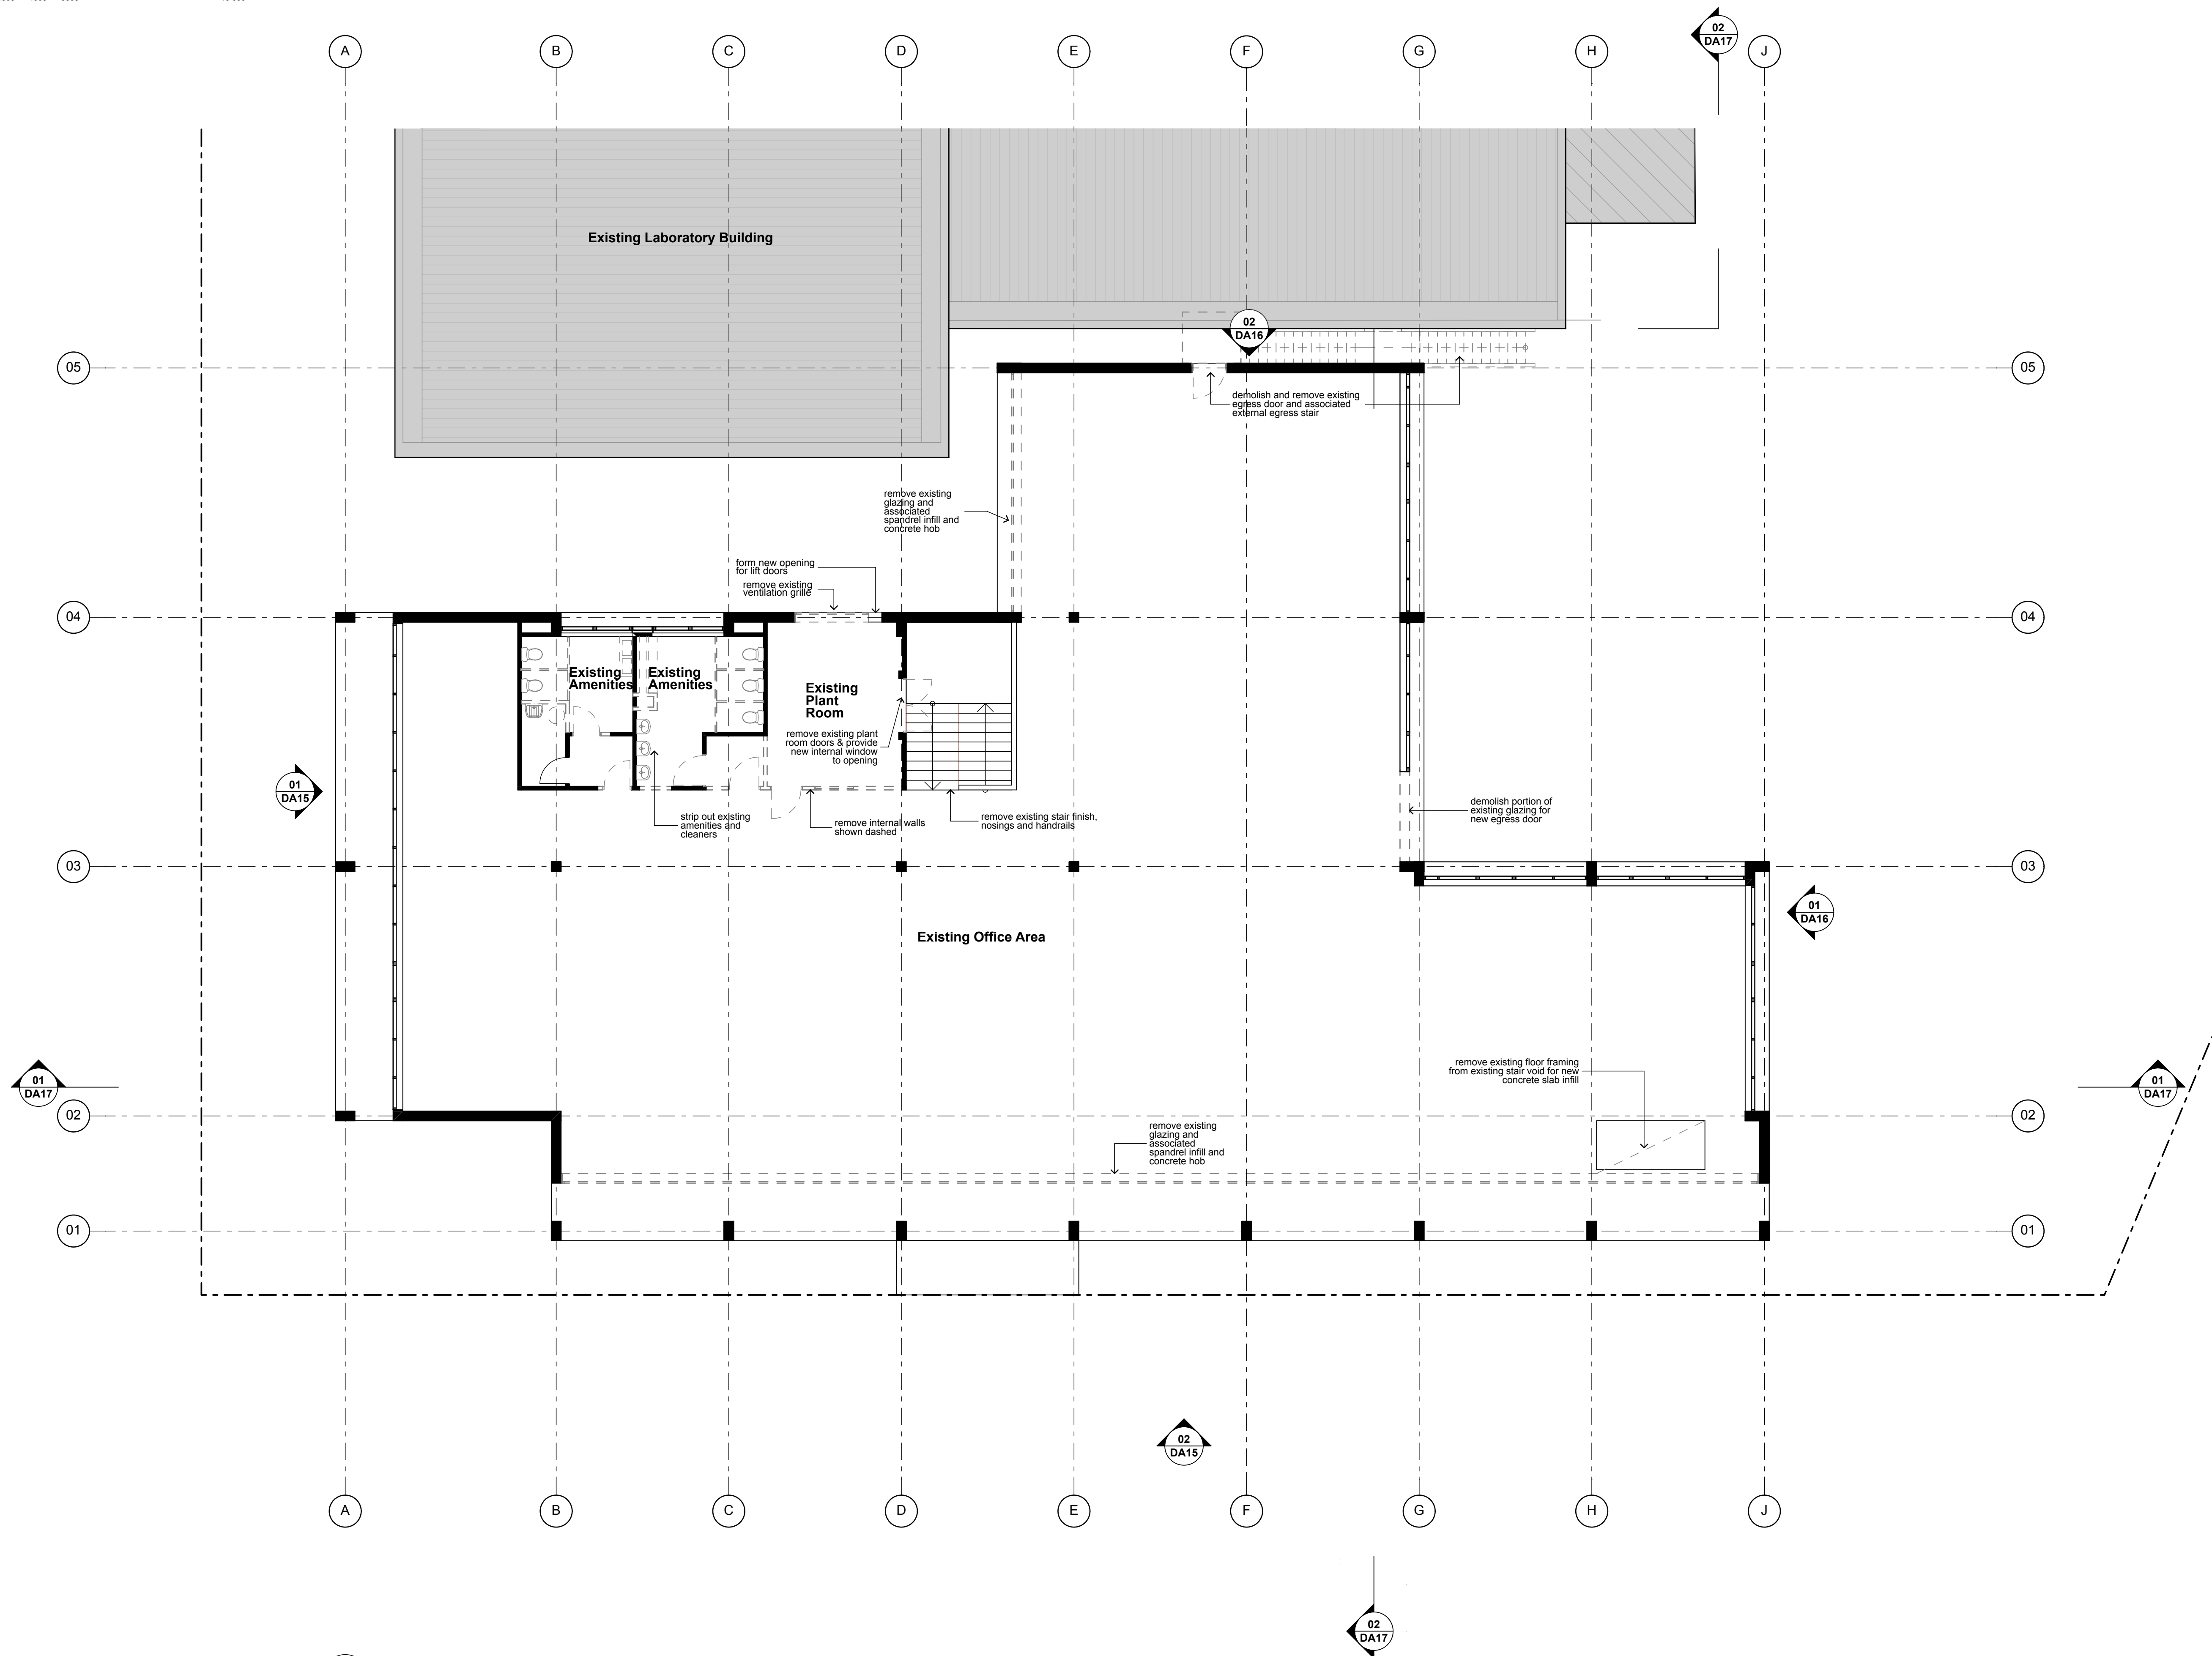 02
DA17
A
B
C
D
E
F
G
H
J
Existing Laboratory Building
02
DA16
05
05
demolish and remove existing
egress door and associated
external egress stair
remove existing
glazing and
associated
spandrel infill and
concrete hob
form new opening
for lift doors
remove existing
ventilation grille
04
04
Existing
Amenities
Existing
Amenities
Existing
Plant
Room
remove existing plant
room doors & provide
new internal window
to opening
01
DA15
strip out existing
amenities and
cleaners
remove internal walls
shown dashed
remove existing stair finish,
nosings and handrails
demolish portion of
existing glazing for
new egress door
03
03
01
DA16
Existing Office Area
remove existing floor framing
from existing stair void for new
concrete slab infill
01
DA17
01
DA17
02
02
remove existing
glazing and
associated
spandrel infill and
concrete hob
01
01
02
DA15
A
B
C
D
E
F
G
H
J
02
DA17